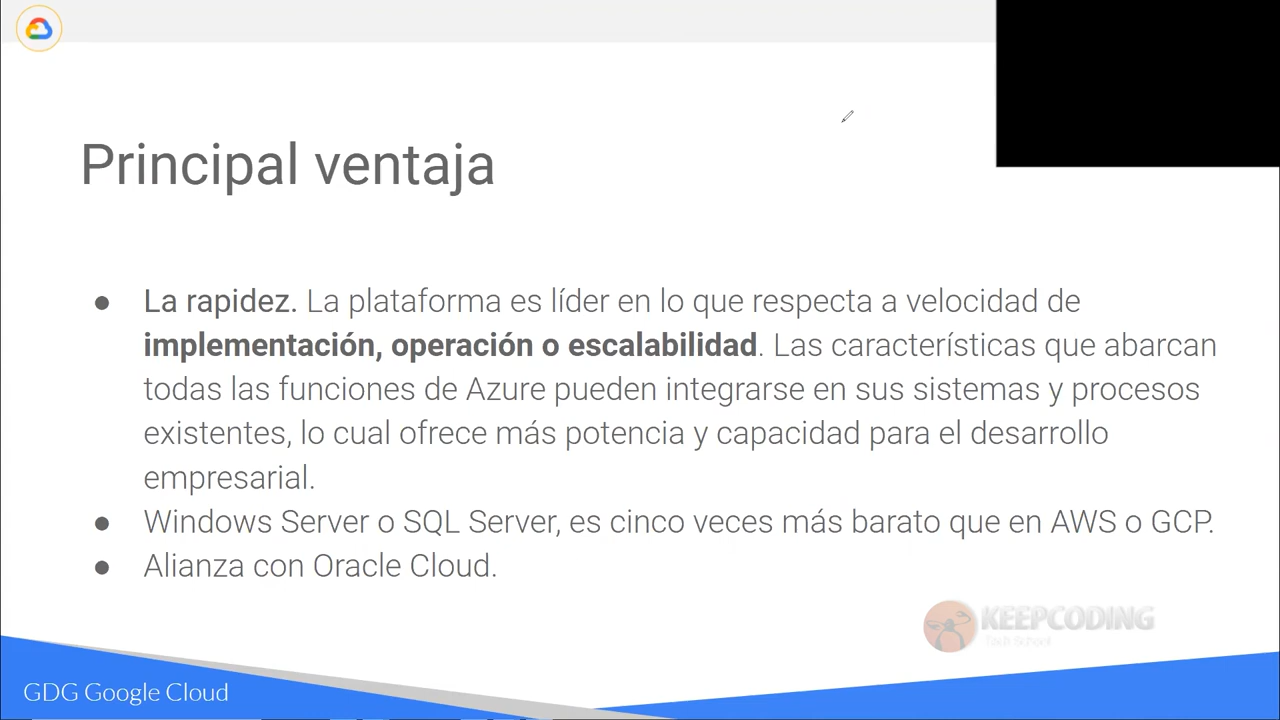 Principal ventaja
● La rapidez. La plataforma es líder en lo que respecta a velocidad de
implementación, operación o escalabilidad. Las características que abarcan
todas las funciones de Azure pueden integrarse en sus sistemas y procesos
existentes, lo cual ofrece más potencia y capacidad para el desarrollo
empresarial.
● Windows Server o SQL Server, es cinco veces más barato que en AWS o GCP.
● Alianza con Oracle Cloud.
KEEPCODING
Tech School
GDG Google Cloud